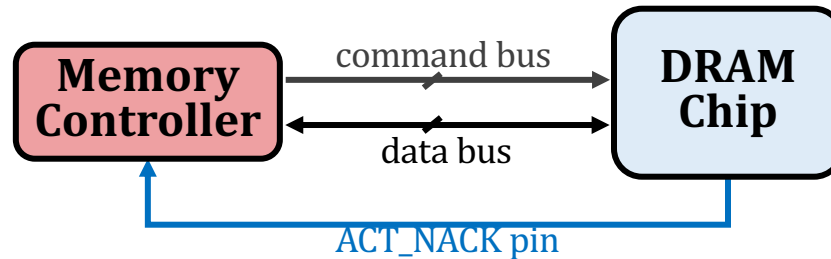 Memory
Controller
command bus
data bus
DRAM
Chip
ACT_NACK pin